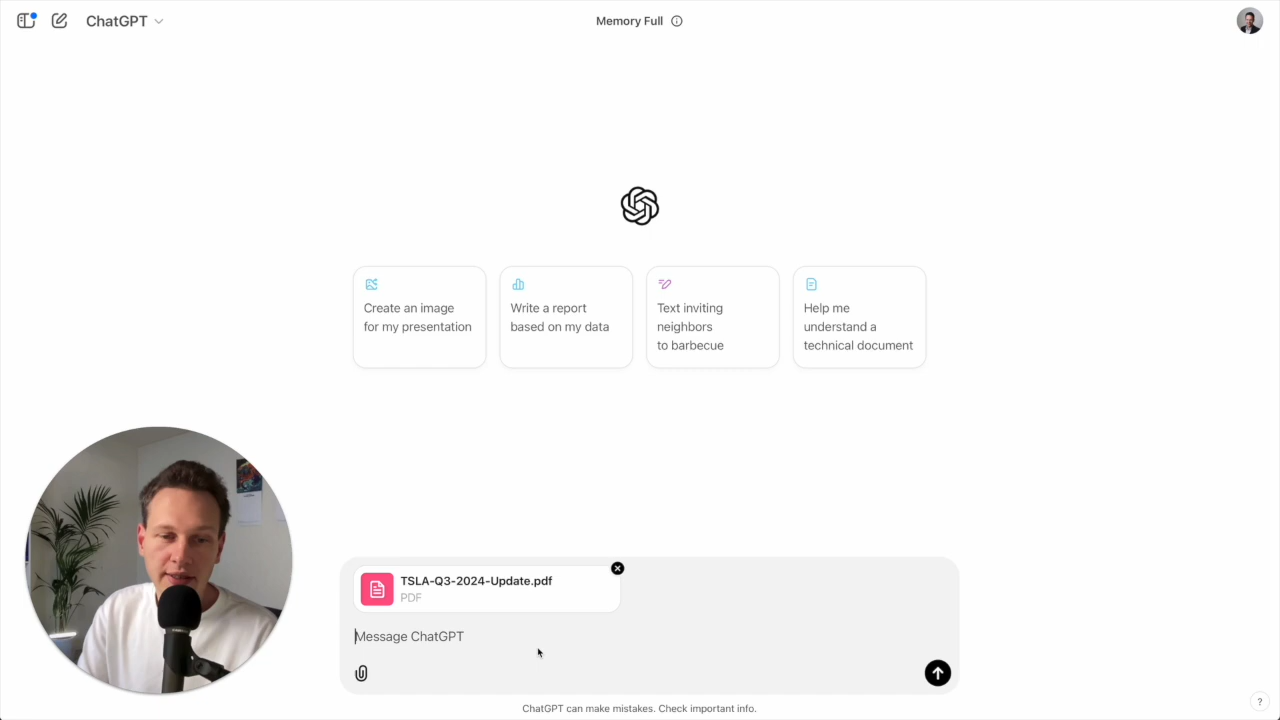 ChatGPT
Memory Full
Create an image
for my presentation
Write a report
based on my data
Text inviting
neighbors
to barbecue
Help me
understand a
technical document
TSLA-Q3-2024-Update.pdf
PDF
Message ChatGPT
ChatGPT can make mistakes. Check important info.
?